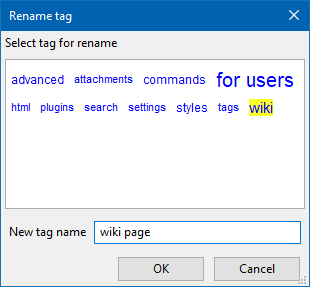 Rename tag
Select tag for rename
advanced attachments commands for users
html plugins search settings styles tags wiki
New tag name wiki page
OK Cancel